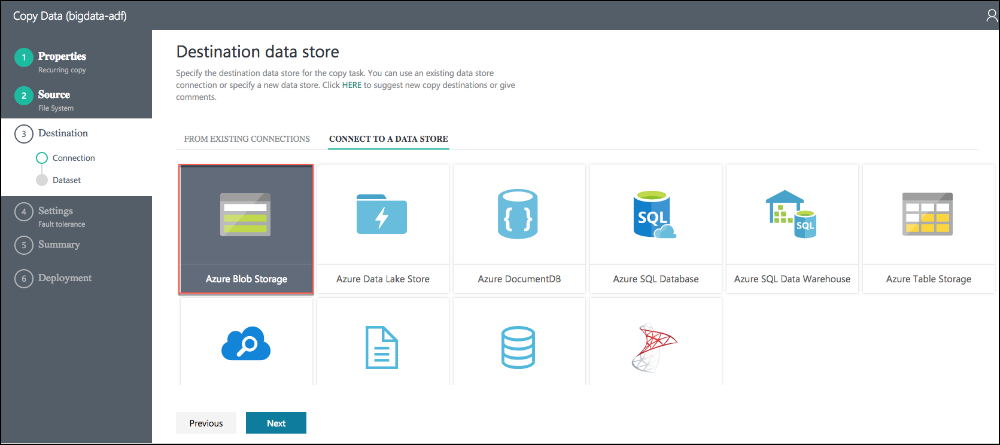 Copy Data (bigdata-adf)
1 Properties
Recurring copy
2 Source
File System
3 Destination
Connection
Dataset
4 Settings
Fault tolerance
5 Summary
6 Deployment
Destination data store
Specify the destination data store for the copy task. You can use an existing data store
connection or specify a new data store. Click HERE to suggest new copy destinations or give
comments.
FROM EXISTING CONNECTIONS CONNECT TO A DATA STORE
{ }
SQL
SQL
Azure Blob Storage
Azure Data Lake Store
Azure DocumentDB
Azure SQL Database
Azure SQL Data Warehouse
Azure Table Storage
Previous
Next